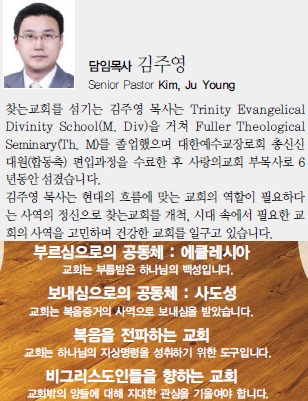 담임목사 김주영
Senior Pastor Kim, Ju Young
찾는교회를 섬기는 김주영 목사는 Trinity Evangelical
Divinity School(M. Div)을 거쳐 Fuller Theological
Seminary(Th. M)를 졸업했으며 대한예수교장로회 총신신
대원(합동측) 편입과정을 수료한 후 사랑의교회 부목사로 6
년동안 섬겼습니다.
김주영 목사는 현대의 흐름에 맞는 교회의 역할이 필요하다
는 사역의 정신으로 찾는교회를 개척, 시대 속에서 필요한 교
회의 사역을 고민하며 건강한 교회를 일구고 있습니다.
부르심으로의 공동체 : 에클레시아
교회는 부름받은 하나님의 백성입니다.
보내심으로의 공동체 : 사도성
교회는 복음증거의 사역으로 보내심을 받았습니다.
복음을 전파하는 교회
교회는 하나님의 지상명령을 성취하기 위한 도구입니다.
비그리스도인들을 향하는 교회
교회밖의 양들에 대해 지대한 관심을 기울여야 합니다.